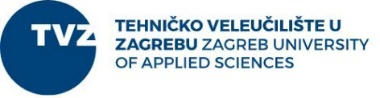 TVZ
TEHNIČKO VELEUČILIŠTE U
ZAGREBU ZAGREB UNIVERSITY
OF APPLIED SCIENCES